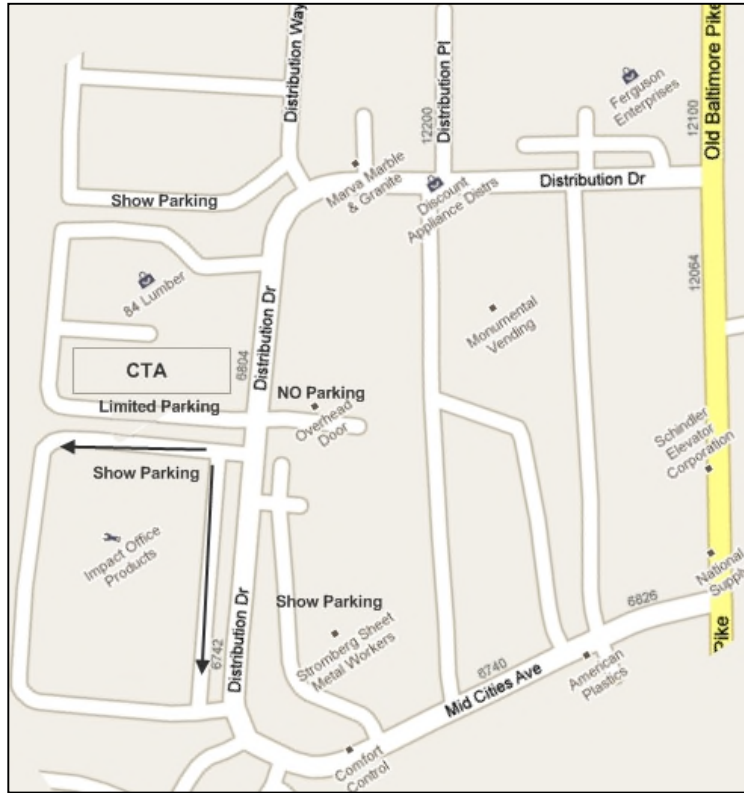 Distribution Way
Distribution Pl
12200
Ferguson
Enterprises
12100
Old Baltimore Pike
Marva Marble
& Granite
Discount
Appliance Distrs
Distribution Dr
Show Parking
84 Lumber
Distribution Dr
12064
Monumental
Vending
CTA
6804
NO Parking
Limited Parking
Overhead
Door
Schindler
Elevator
Corporation
Show Parking
Impact Office
Products
National
Supply
Show Parking
6826
Distribution Dr
6742
Stromberg Sheet
Metal Workers
6740
Mid Cities Ave
American
Plastics
Pike
Comfort
Control